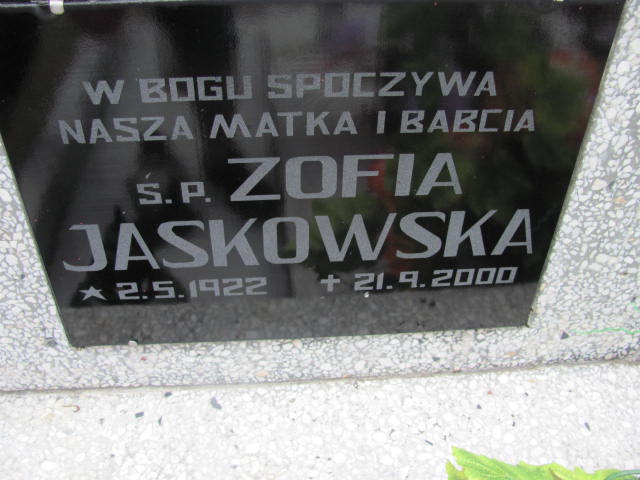 W BOGU SPOCZYWA
NASZA MATKA I BABCIA
S.P. ZOFIA
JASKOWSKA
★ 2.5.1922 ✝ 21.9.2000